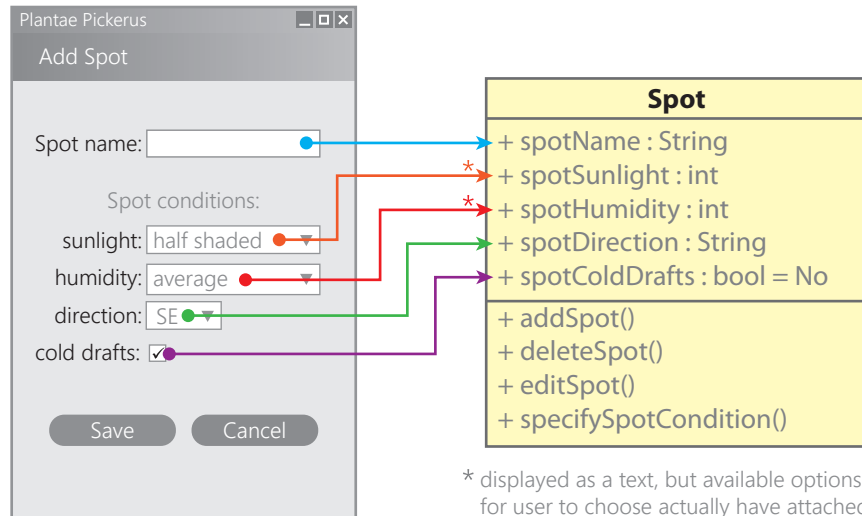 Plantae Pickerus
Add Spot
Spot name:
Spot conditions:
sunlight: half shaded
humidity: average
direction: SE
cold drafts:
Save Cancel
Spot
+ spotName : String
* + spotSunlight : int
* + spotHumidity : int
+ spotDirection : String
+ spotColdDrafts : bool = No
+ addSpot()
+ deleteSpot()
+ editSpot()
+ specifySpotCondition()
* displayed as a text, but available options
for user to choose actually have attached